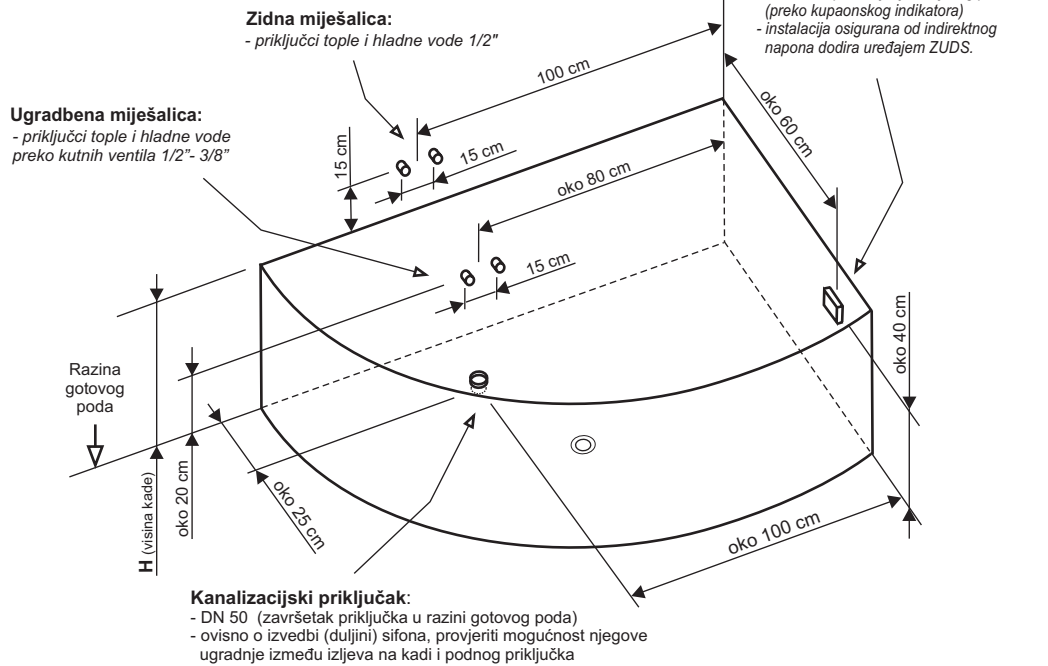 (preko kupaonskog indikatora)
- instalacija osigurana od indirektnog
napona dodira uređajem ZUDS.
Zidna miješalica:
- priključci tople i hladne vode 1/2"
100 cm
oko 60 cm
Ugradbena miješalica:
- priključci tople i hladne vode
preko kutnih ventila 1/2”- 3/8”
15 cm
15 cm
oko 80 cm
15 cm
Razina
gotovog
poda
oko 40 cm
H (visina kade)
oko 20 cm
oko 25 cm
oko 100 cm
Kanalizacijski priključak:
- DN 50 (završetak priključka u razini gotovog poda)
- ovisno o izvedbi (duljini) sifona, provjeriti mogućnost njegove
ugradnje između izljeva na kadi i podnog priključka